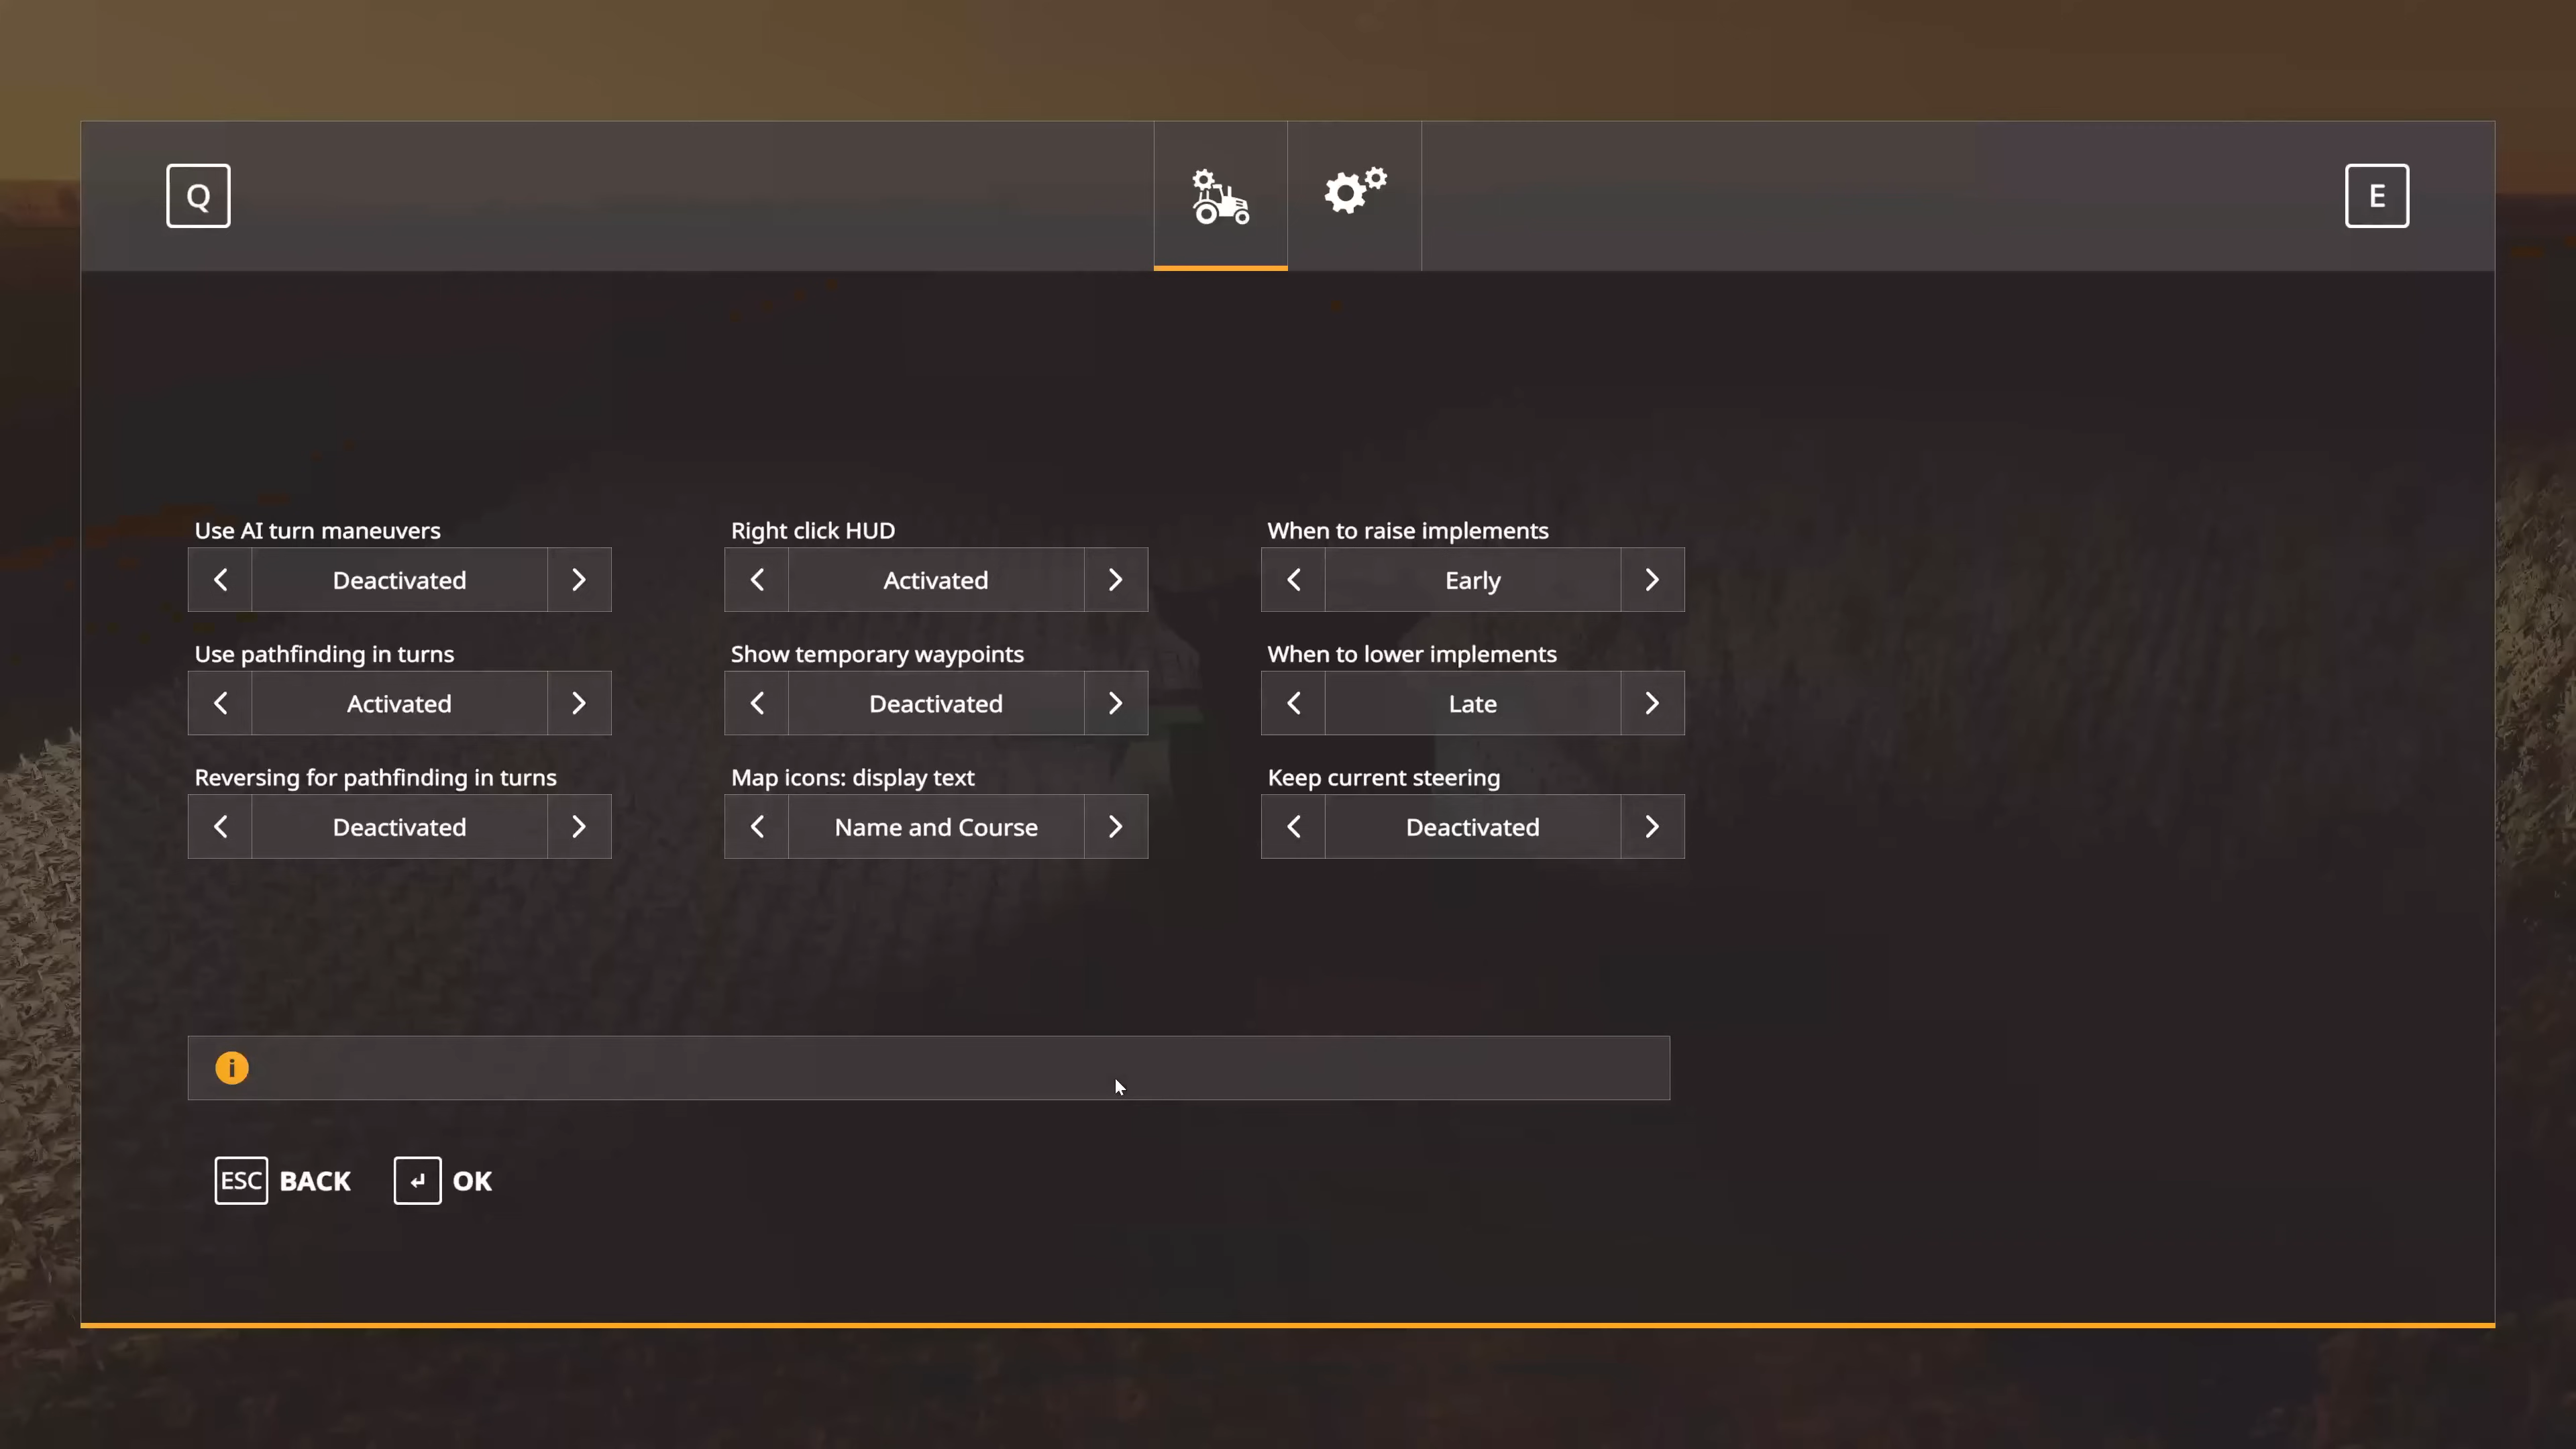 Q
E
Use AI turn maneuvers
Deactivated
Right click HUD
Activated
When to raise implements
Early
Use pathfinding in turns
Activated
Show temporary waypoints
Deactivated
When to lower implements
Late
Reversing for pathfinding in turns
Deactivated
Map icons: display text
Name and Course
Keep current steering
Deactivated
i
ESC BACK
OK